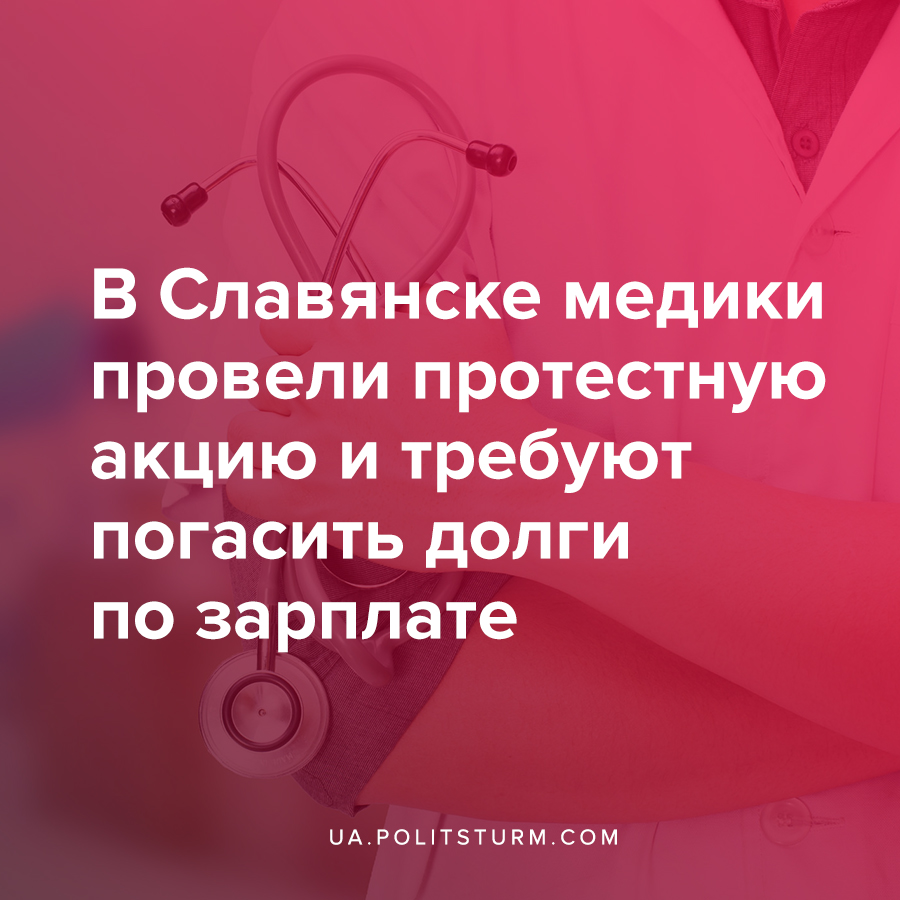 В Славянске медики
провели протестную
акцию и требуют
погасить долги
по зарплате
UA.POLITSTURM.COM